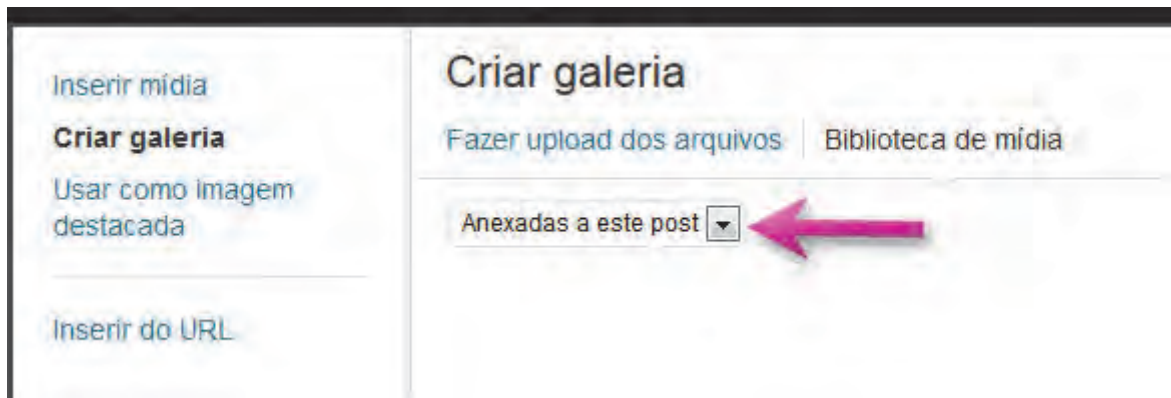 Inserir mídia
Criar galeria
Usar como imagem
destacada
Inserir do URL
Criar galeria
Fazer upload dos arquivos
Biblioteca de mídia
Anexadas a este post